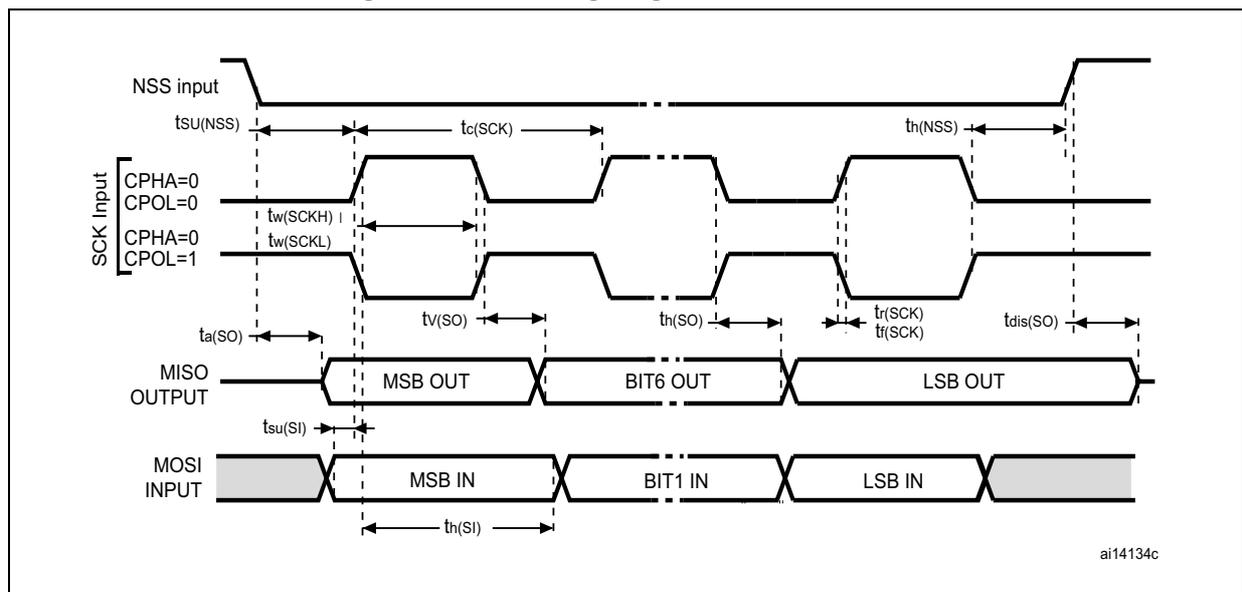 NSS input
tSU(NSS)
tc(SCK)
th(NSS)
SCK Input
CPHA=0
CPOL=0
tw(SCKH)
CPHA=0
tw(SCKL)
CPOL=1
tV(SO)
th(SO)
tr(SCK)
tf(SCK)
tdis(SO)
ta(SO)
MISO
OUTPUT
MSB OUT
BIT6 OUT
LSB OUT
tsu(SI)
MOSI
INPUT
MSB IN
BIT1 IN
LSB IN
th(SI)
ai14134c